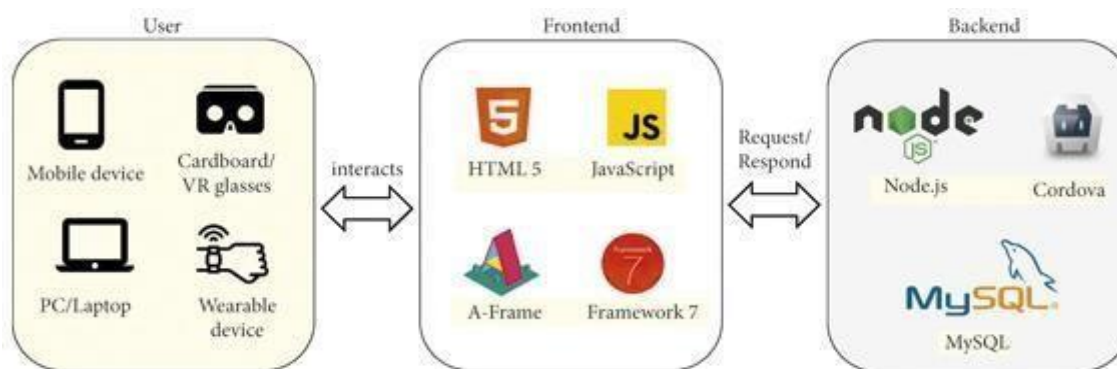 User
Frontend
Backend
Mobile device
Cardboard/
VR glasses
PC/Laptop
Wearable
device
interacts
5
HTML 5
JS
JavaScript
A-Frame
Framework
7
Framework 7
Request/
Respond
node
JS
Node.js
Cordova
MySQL
MySQL